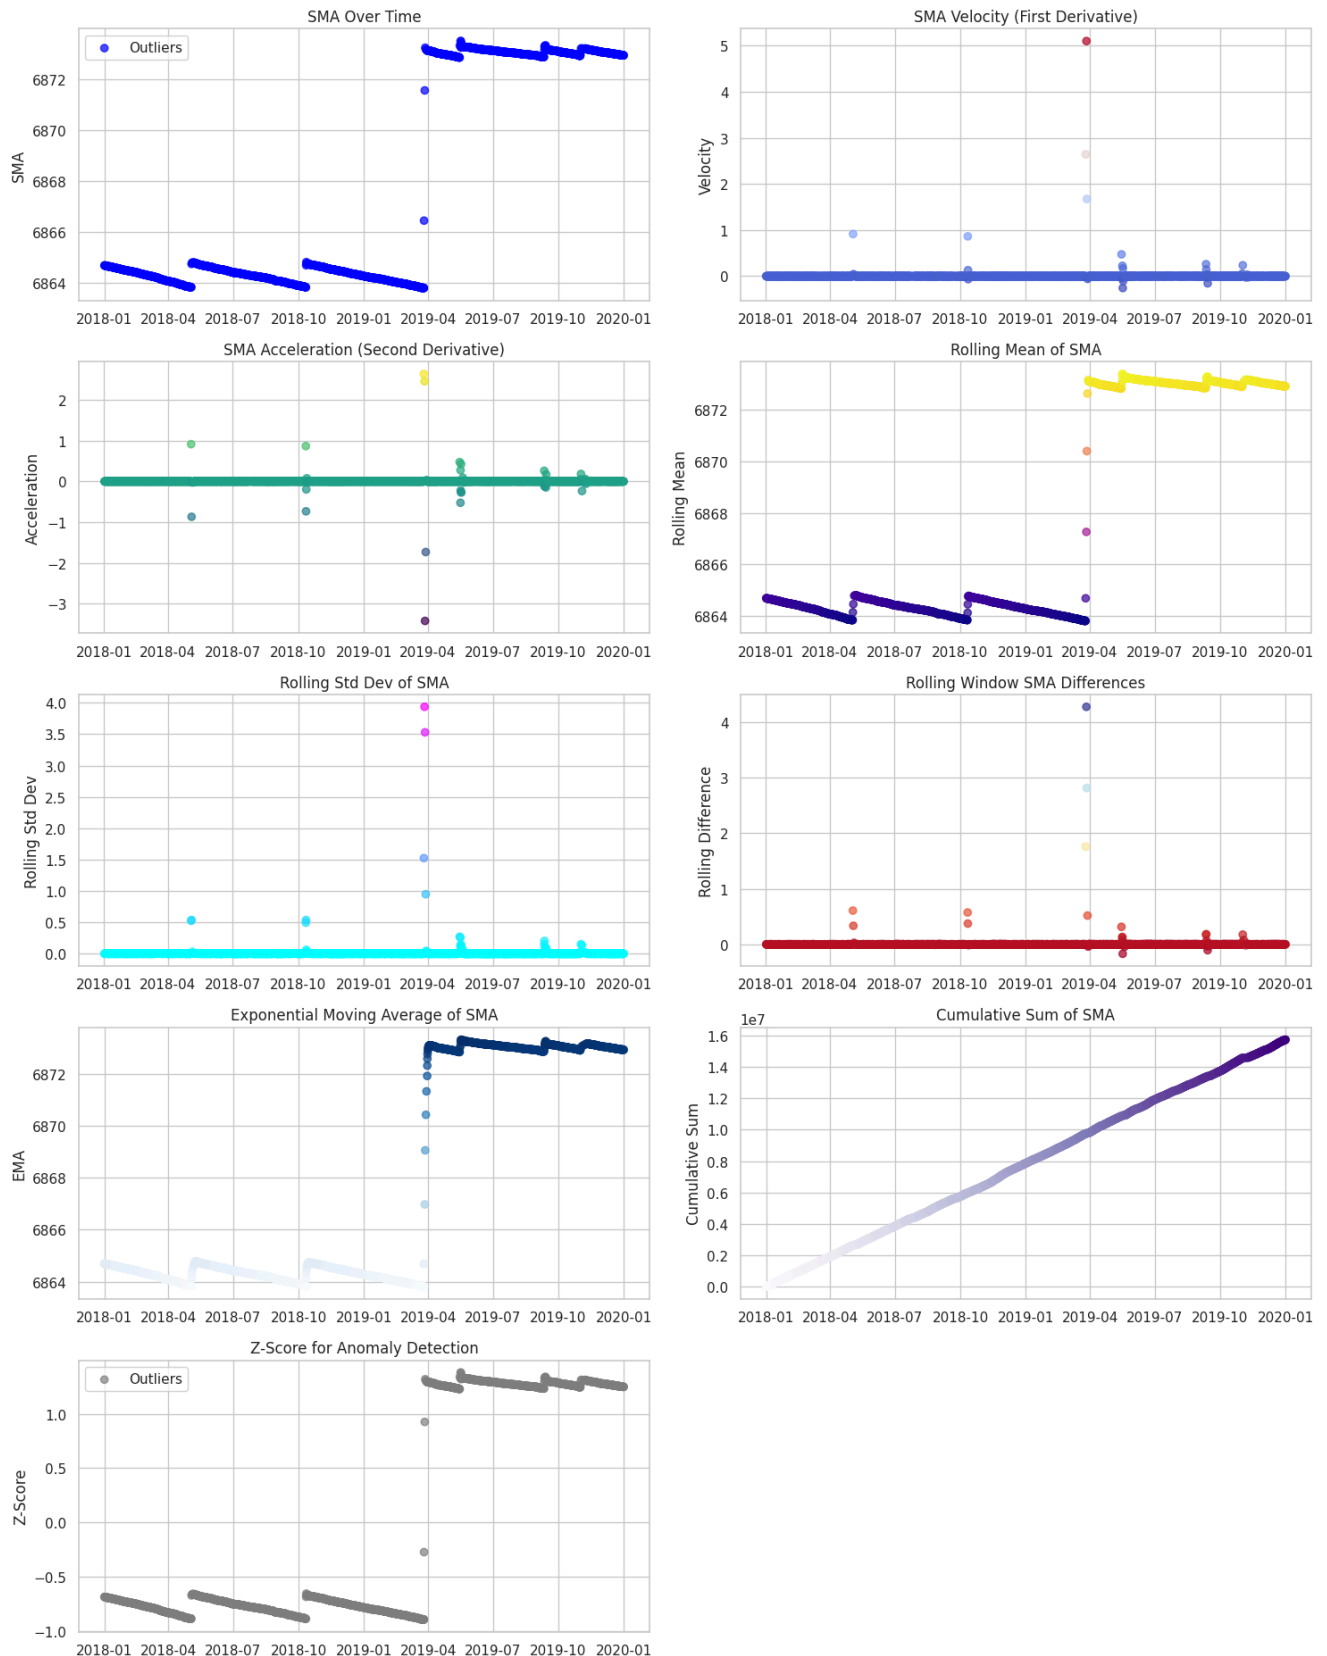 SMA Over Time
Outliers
SMA
6872
6870
6868
6866
6864
2018-01 2018-04 2018-07 2018-10 2019-01 2019-04 2019-07 2019-10 2020-01
SMA Velocity (First Derivative)
Velocity
5
4
3
2
1
0
2018-01 2018-04 2018-07 2018-10 2019-01 2019-04 2019-07 2019-10 2020-01
SMA Acceleration (Second Derivative)
Acceleration
2
1
0
−1
−2
−3
2018-01 2018-04 2018-07 2018-10 2019-01 2019-04 2019-07 2019-10 2020-01
Rolling Mean of SMA
Rolling Mean
6872
6870
6868
6866
6864
2018-01 2018-04 2018-07 2018-10 2019-01 2019-04 2019-07 2019-10 2020-01
Rolling Std Dev of SMA
Rolling Std Dev
4.0
3.5
3.0
2.5
2.0
1.5
1.0
0.5
0.0
2018-01 2018-04 2018-07 2018-10 2019-01 2019-04 2019-07 2019-10 2020-01
Rolling Window SMA Differences
Rolling Difference
4
3
2
1
0
2018-01 2018-04 2018-07 2018-10 2019-01 2019-04 2019-07 2019-10 2020-01
Exponential Moving Average of SMA
EMA
6872
6870
6868
6866
6864
2018-01 2018-04 2018-07 2018-10 2019-01 2019-04 2019-07 2019-10 2020-01
Cumulative Sum of SMA
1e7
Cumulative Sum
1.6
1.4
1.2
1.0
0.8
0.6
0.4
0.2
0.0
2018-01 2018-04 2018-07 2018-10 2019-01 2019-04 2019-07 2019-10 2020-01
Z-Score for Anomaly Detection
Outliers
Z-Score
1.0
0.5
0.0
−0.5
−1.0
2018-01 2018-04 2018-07 2018-10 2019-01 2019-04 2019-07 2019-10 2020-01